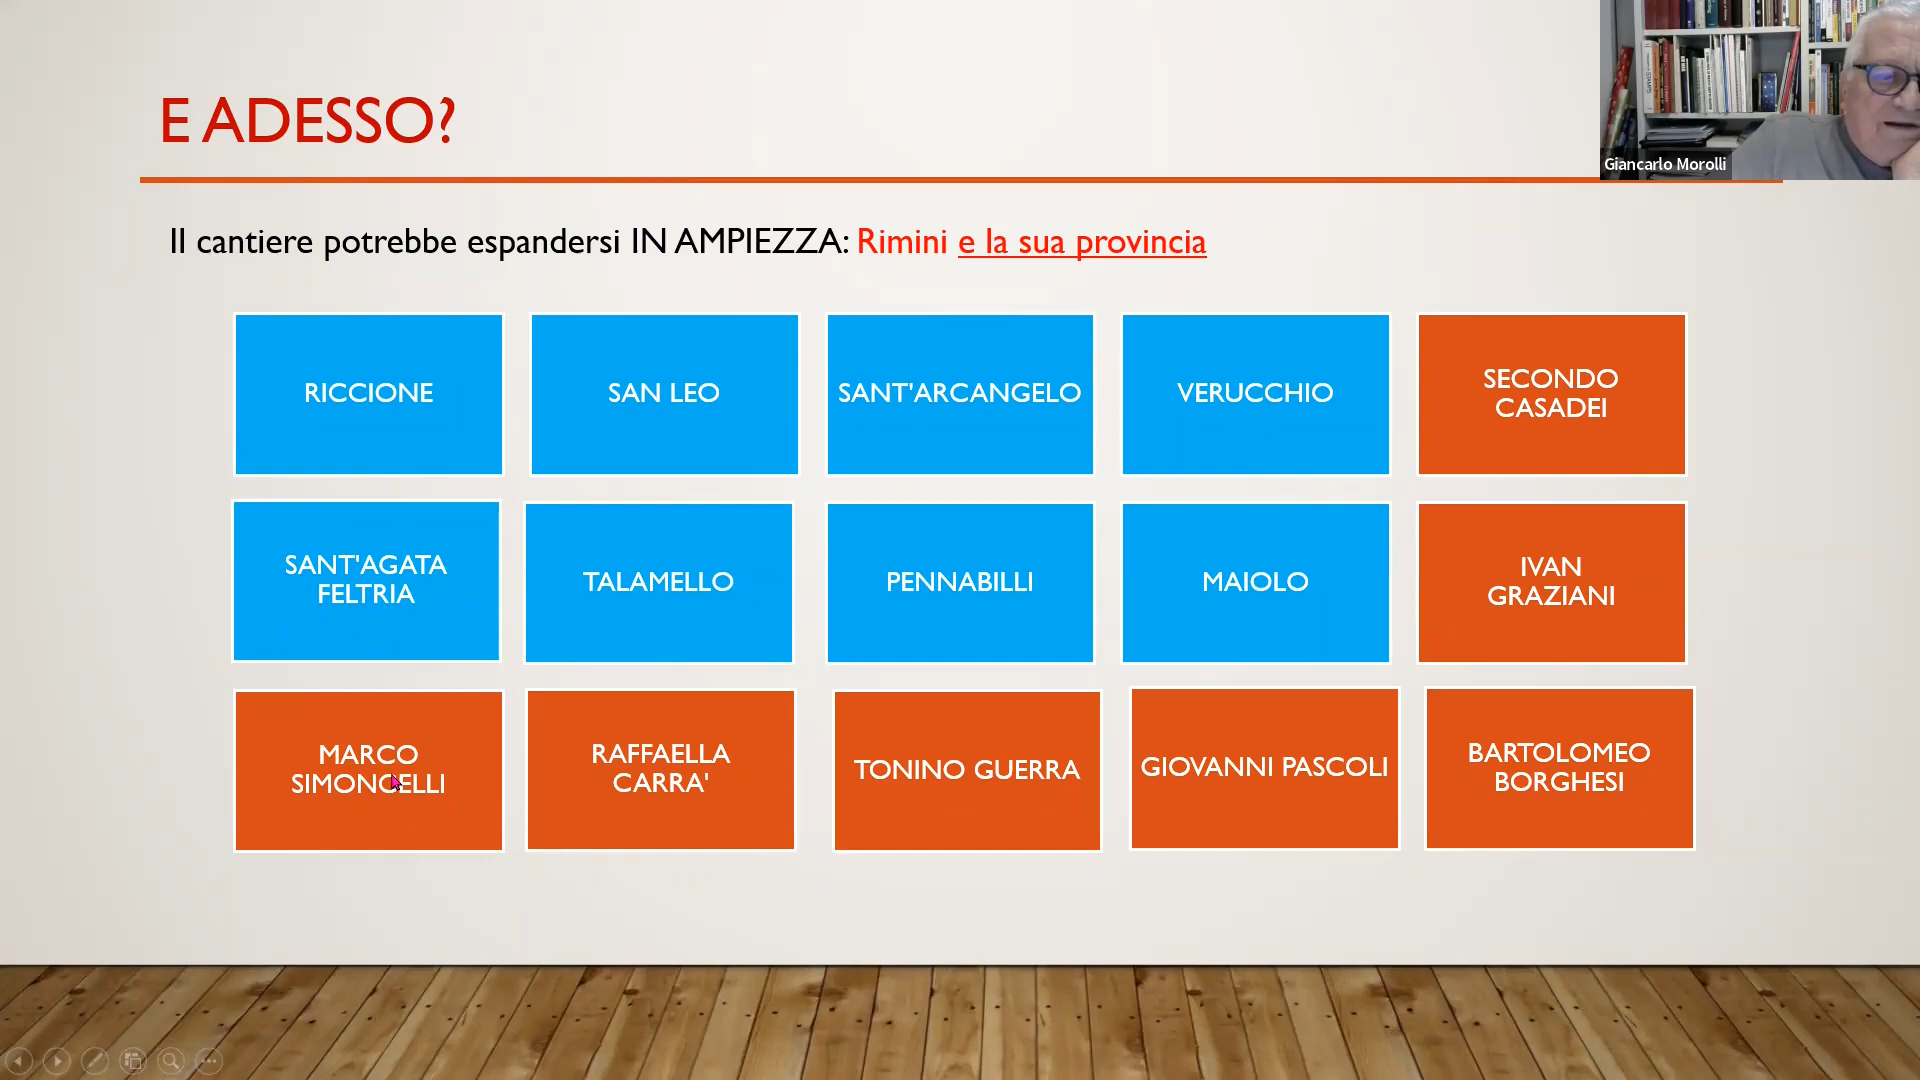 E ADESSO?
Giancarlo Morolli
Il cantiere potrebbe espandersi IN AMPIEZZA: Rimini e la sua provincia
RICCIONE
SAN LEO
SANT'ARCANGELO
VERUCCHIO
SECONDO
CASADEI
SANT'AGATA
FELTRIA
TALAMELLO
PENNABILLI
MAIOLO
IVAN
GRAZIANI
MARCO
SIMONCELLI
RAFFAELLA
CARRA'
TONINO GUERRA
GIOVANNI PASCOLI
BARTOLOMEO
BORGHESI